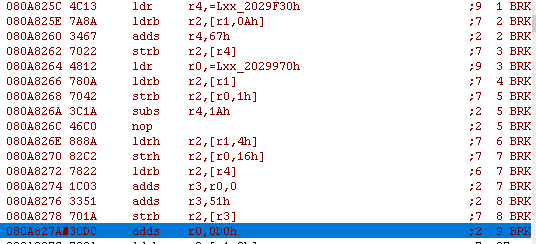 080A825C 4C13 ldr r4,=Lxx_2029F30h ;9 1 BRK
080A825E 7A8A ldrb r2,[r1,0Ah] ;7 2 BRK
080A8260 3467 adds r4,67h ;2 2 BRK
080A8262 7022 strb r2,[r4] ;7 3 BRK
080A8264 4812 ldr r0,=Lxx_2029970h ;9 3 BRK
080A8266 780A ldrb r2,[r1] ;7 4 BRK
080A8268 7042 strb r2,[r0,1h] ;7 5 BRK
080A826A 3C1A subs r4,1Ah ;2 5 BRK
080A826C 46C0 nop ;2 5 BRK
080A826E 888A ldrh r2,[r1,4h] ;7 6 BRK
080A8270 82C2 strh r2,[r0,16h] ;7 7 BRK
080A8272 7822 ldrb r2,[r4] ;6 7 BRK
080A8274 1C03 adds r3,r0,0 ;2 7 BRK
080A8276 3351 adds r3,51h ;2 8 BRK
080A8278 701A strb r2,[r3] ;7 8 BRK
080A827A 30D0 adds r0,0D0h ;2 9 BRK